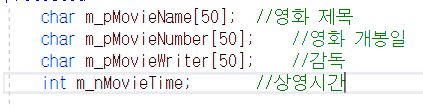 char m_pMovieName[50]; //영화 제목
char m_pMovieNumber[50]; //영화 개봉일
char m_pMovieWriter[50]; //감독
int m_nMovieTime; //상영시간